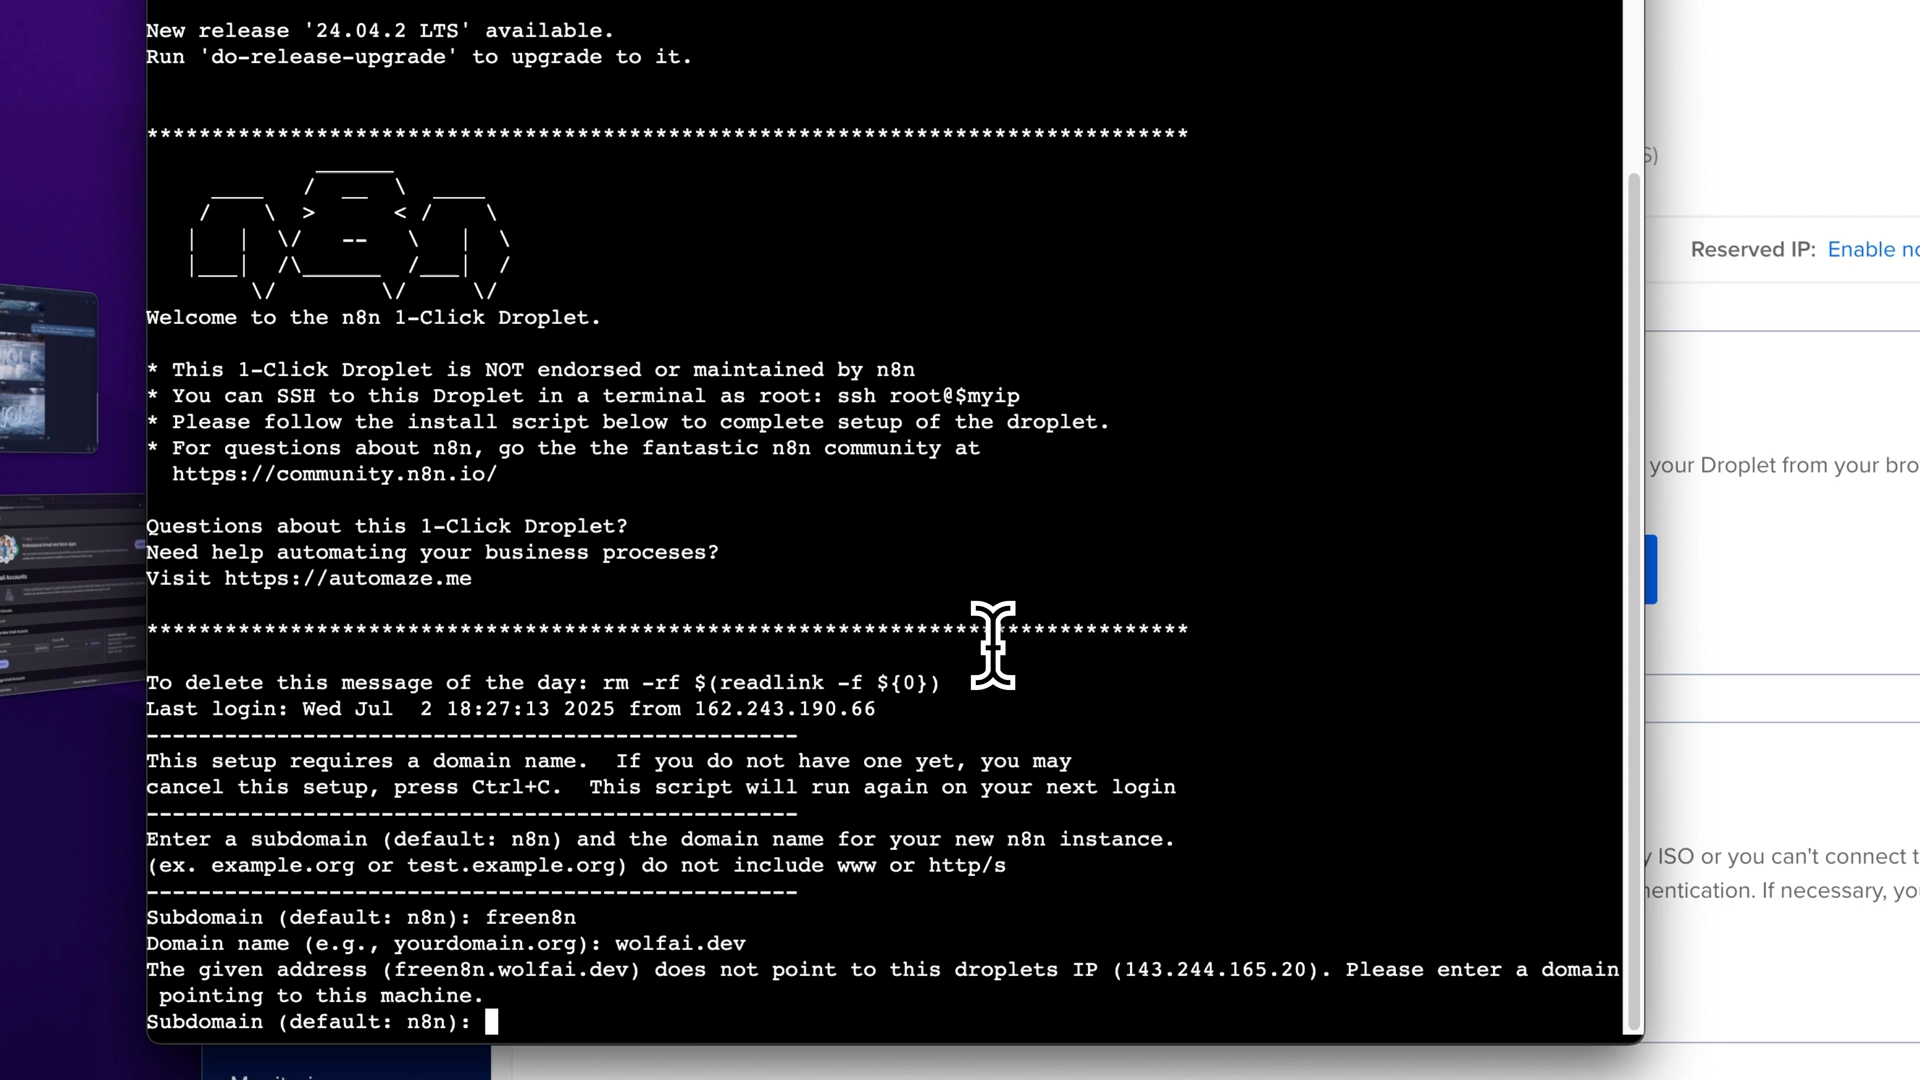 New release '24.04.2 LTS' available.
Run 'do-release-upgrade' to upgrade to it.
********************************************************************************
Welcome to the n8n 1-Click Droplet.
* This 1-Click Droplet is NOT endorsed or maintained by n8n
* You can SSH to this Droplet in a terminal as root: ssh root@$myip
* Please follow the install script below to complete setup of the droplet.
* For questions about n8n, go the the fantastic n8n community at
https://community.n8n.io/
Questions about this 1-Click Droplet?
Need help automating your business proceses?
Visit https://automaze.me
********************************************************************************
To delete this message of the day: rm -rf $(readlink -f ${0})
Last login: Wed Jul  2 18:27:13 2025 from 162.243.190.66
--------------------------------------------------
This setup requires a domain name.  If you do not have one yet, you may
cancel this setup, press Ctrl+C.  This script will run again on your next login
--------------------------------------------------
Enter a subdomain (default: n8n) and the domain name for your new n8n instance.
(ex. example.org or test.example.org) do not include www or http/s
--------------------------------------------------
Subdomain (default: n8n): freen8n
Domain name (e.g., yourdomain.org): wolfai.dev
The given address (freen8n.wolfai.dev) does not point to this droplets IP (143.244.165.20). Please enter a domain
pointing to this machine.
Subdomain (default: n8n):
S)
Reserved IP: Enable
your Droplet from your
ISO or you can't connect
If necessary,